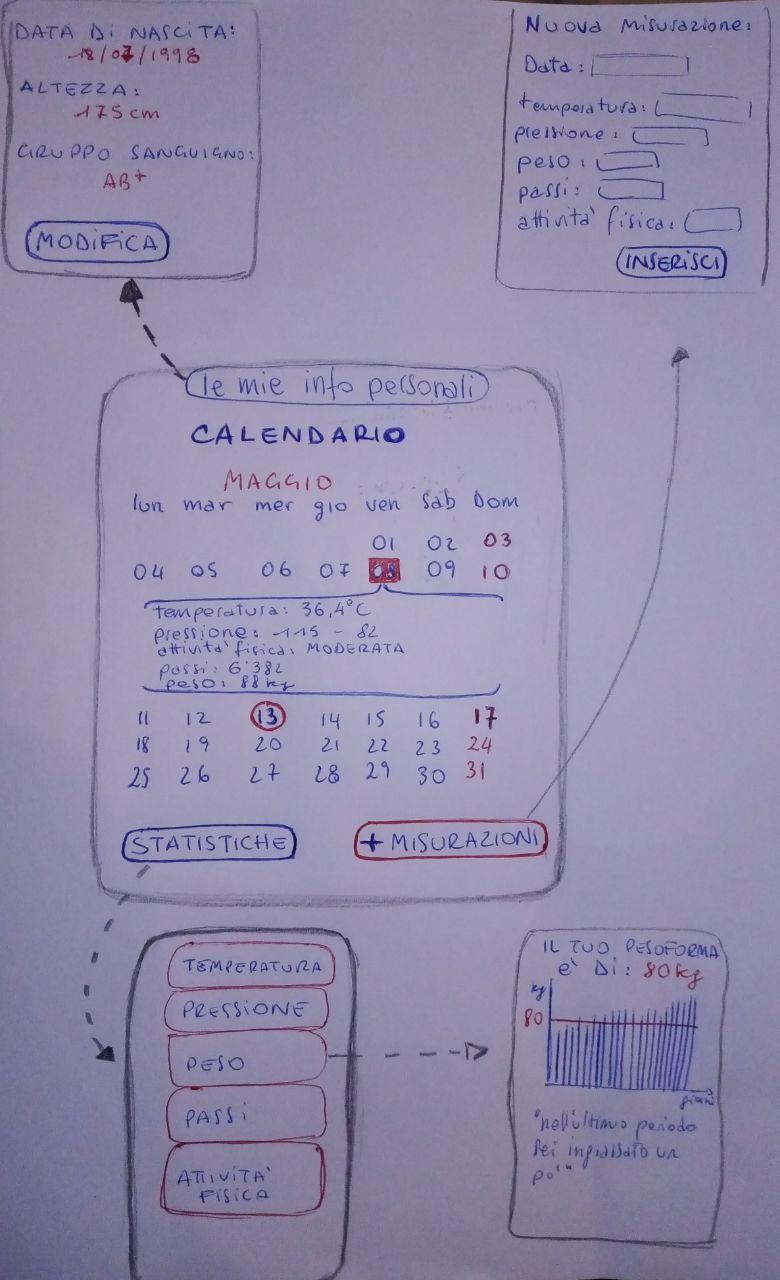 DATA DI NASCITA:
18/07/1998
ALTEZZA:
175 cm
GRUPPO SANGUIGNO:
AB+
MODIFICA
Nuova misurazione:
Data:
temperatura:
pressione:
peso:
passi:
attività fisica:
INSERISCI
le mie info personali
CALENDARIO
MAGGIO
lun mar mer gio ven sab Dom
01 02 03
04 05 06 07 08 09 10
temperatura: 36,4°C
pressione: 115 - 82
attività fisica: MODERATA
passi: 6'382
peso: 88 kg
11 12 13 14 15 16 17
18 19 20 21 22 23 24
25 26 27 28 29 30 31
STATISTICHE
+ MISURAZIONI
TEMPERATURA
PRESSIONE
PESO
PASSI
ATTIVITA'
FISICA
IL TUO PESOFORMA
E' DI: 80 kg
kg
80
giorni
"nell'ultimo periodo
sei ingrassato un
po'"